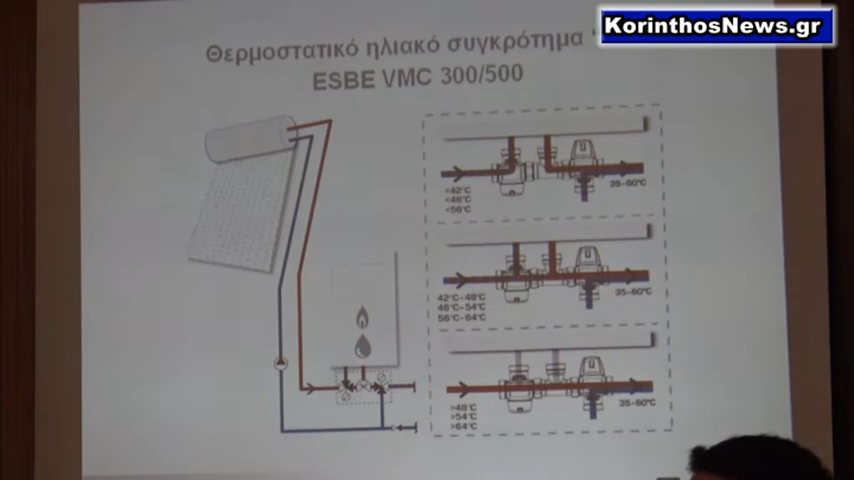 KorinthosNews.gr
Θερμοστατικό ηλιακό συγκρότημα
ESBE VMC 300/500
<42°C
<46°C
<56°C
35-60°C
42°C-48°C
46°C-54°C
56°C-64°C
35-60°C
>48°C
>54°C
>64°C
35-60°C